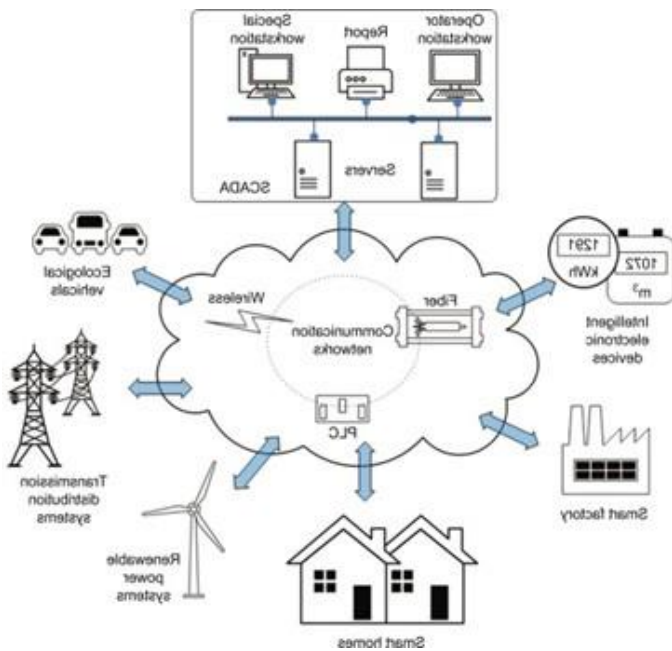 Special
workstation
Report
Operator
workstation
Servers
SCADA
Ecological
vehicals
Wireless
Fiber
Communication
networks
PLC
1291
kWh
1072
m³
Intelligent
electronic
devices
Transmission
distribution
systems
Renewable
power
systems
Smart homes
Smart factory